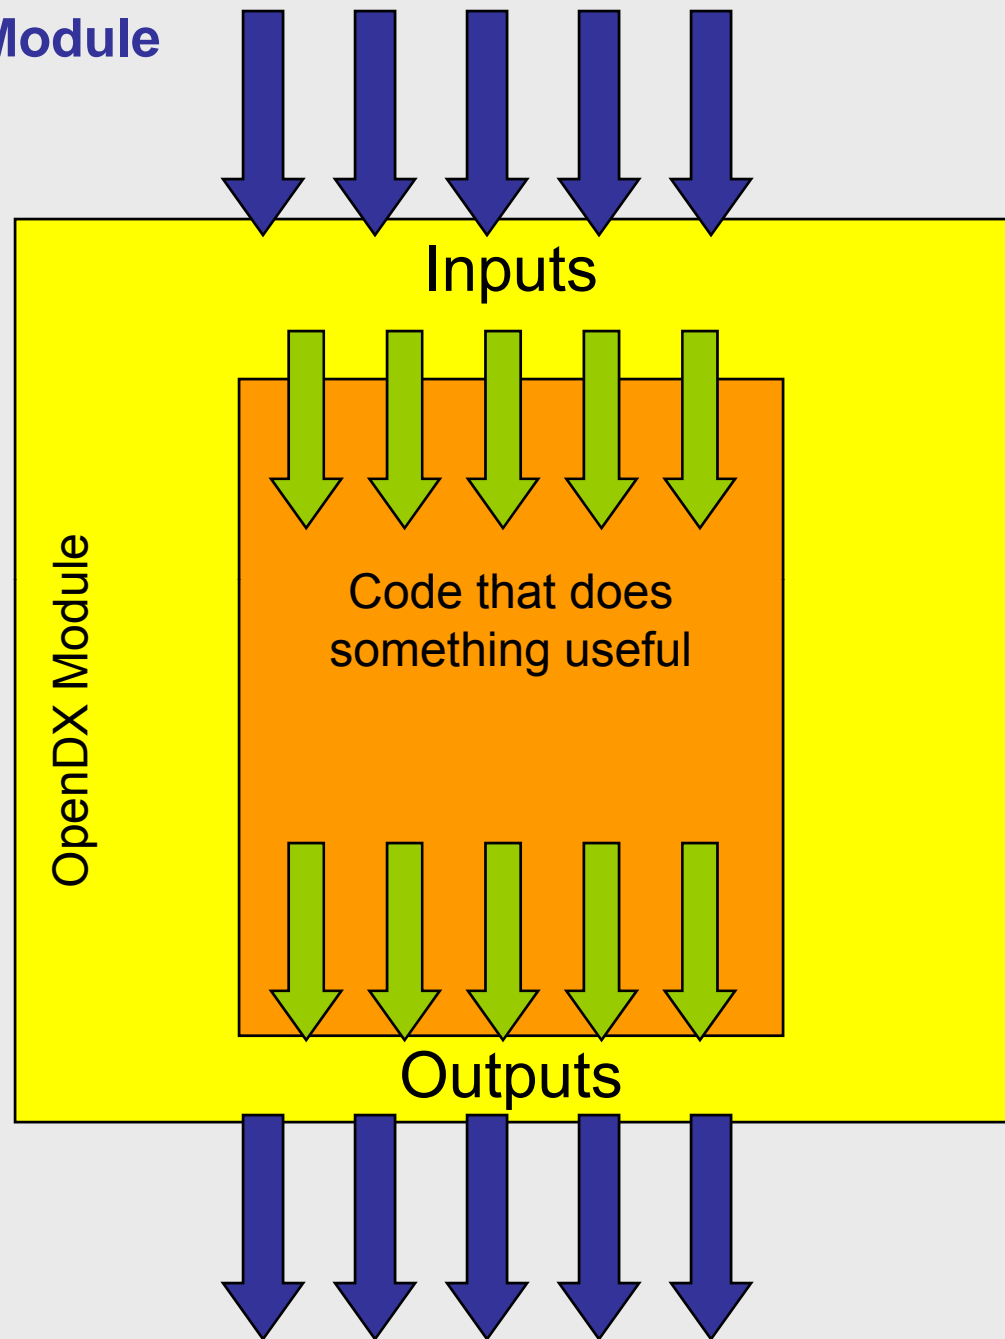 Module
Inputs
OpenDX Module
Code that does
something useful
Outputs